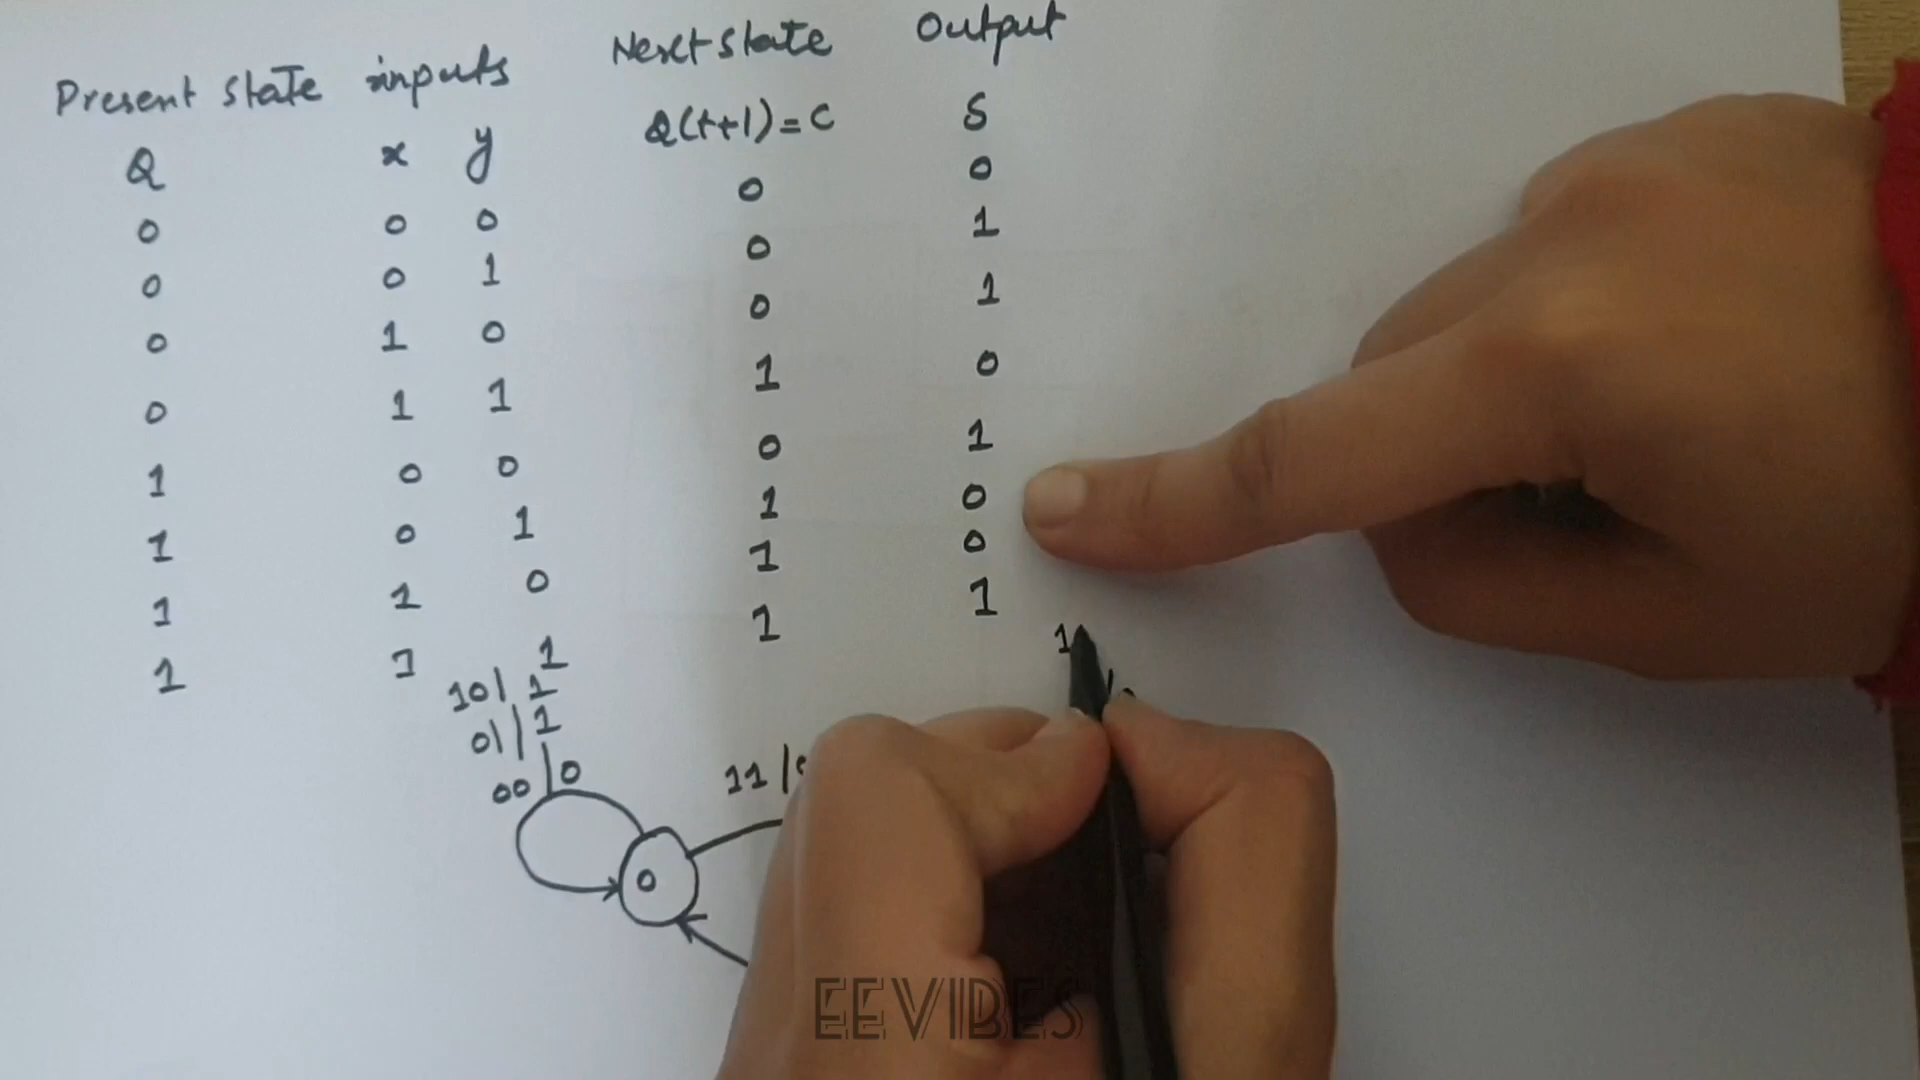 Present state inputs Next state Output
Q x y Q(t+1)=C S
0 0 0 0 0
0 0 1 0 1
0 1 0 0 1
0 1 1 1 0
1 0 0 0 1
1 0 1 1 0
1 1 0 1 0
1 1 1 1 1
10/1
01/1
00/0
11/
1
0
EEVIBES